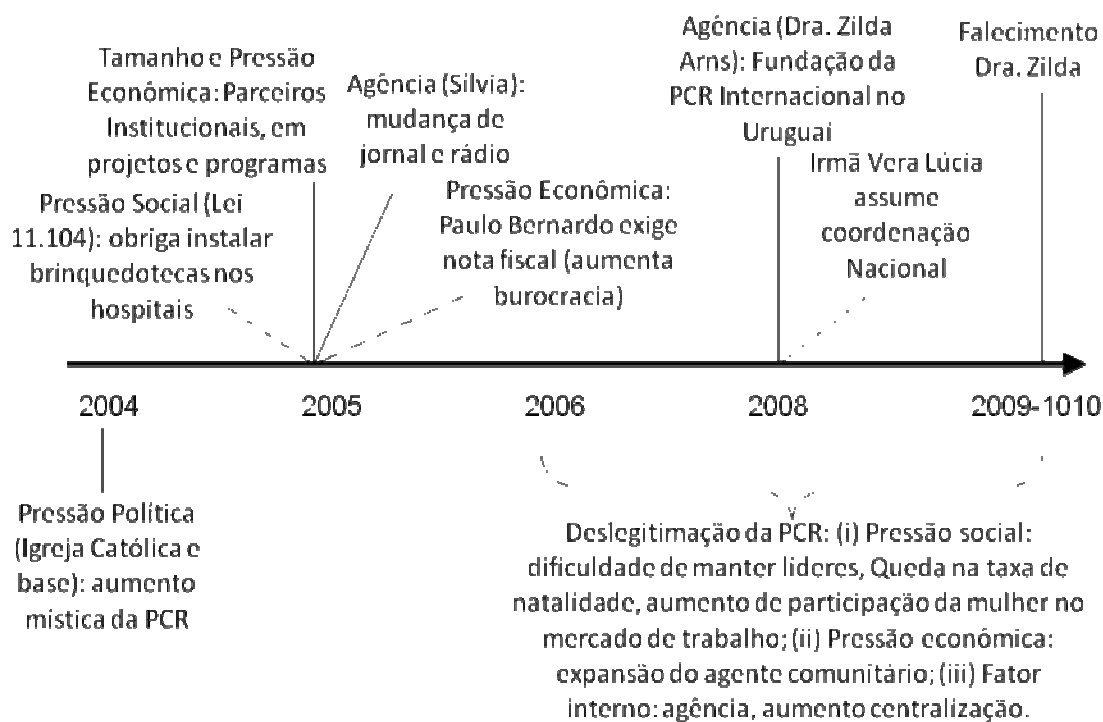 Tamanho e Pressão
Econômica: Parceiros
Institucionais, em
projetos e programas
Pressão Social (Lei
11.104): obriga instalar
brinquedotecas nos
hospitais
Agência (Sílvia):
mudança de
jornal e rádio
Pressão Econômica:
Paulo Bernardo exige
nota fiscal (aumenta
burocracia)
Agência (Dra. Zilda
Arns): Fundação da
PCR Internacional no
Uruguai
Irmã Vera Lúcia
assume
coordenação
Nacional
Falecimento
Dra. Zilda
2004
2005
2006
2008
2009-1010
Pressão Política
(Igreja Católica e
base): aumento
mística da PCR
Deslegitimação da PCR: (i) Pressão social:
dificuldade de manter lideres, Queda na taxa de
natalidade, aumento de participação da mulher no
mercado de trabalho; (ii) Pressão econômica:
expansão do agente comunitário; (iii) Fator
interno: agência, aumento centralização.